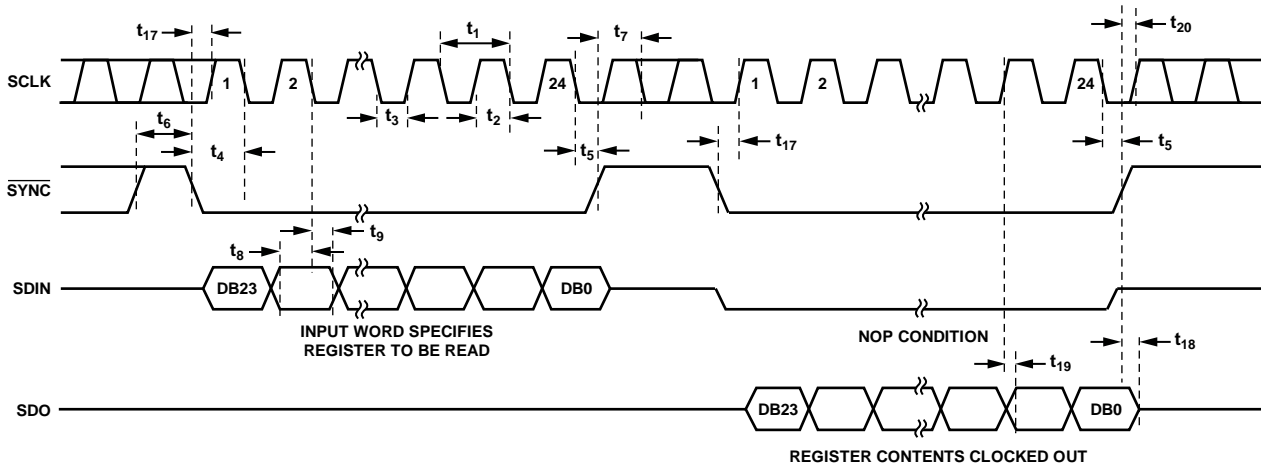 t17
t1
t7
t20
SCLK
1
2
24
1
2
24
t3
t2
t6
t4
t5
t17
t5
SYNC
t8
t9
SDIN
DB23
DB0
INPUT WORD SPECIFIES
REGISTER TO BE READ
NOP CONDITION
t19
t18
SDO
DB23
DB0
REGISTER CONTENTS CLOCKED OUT